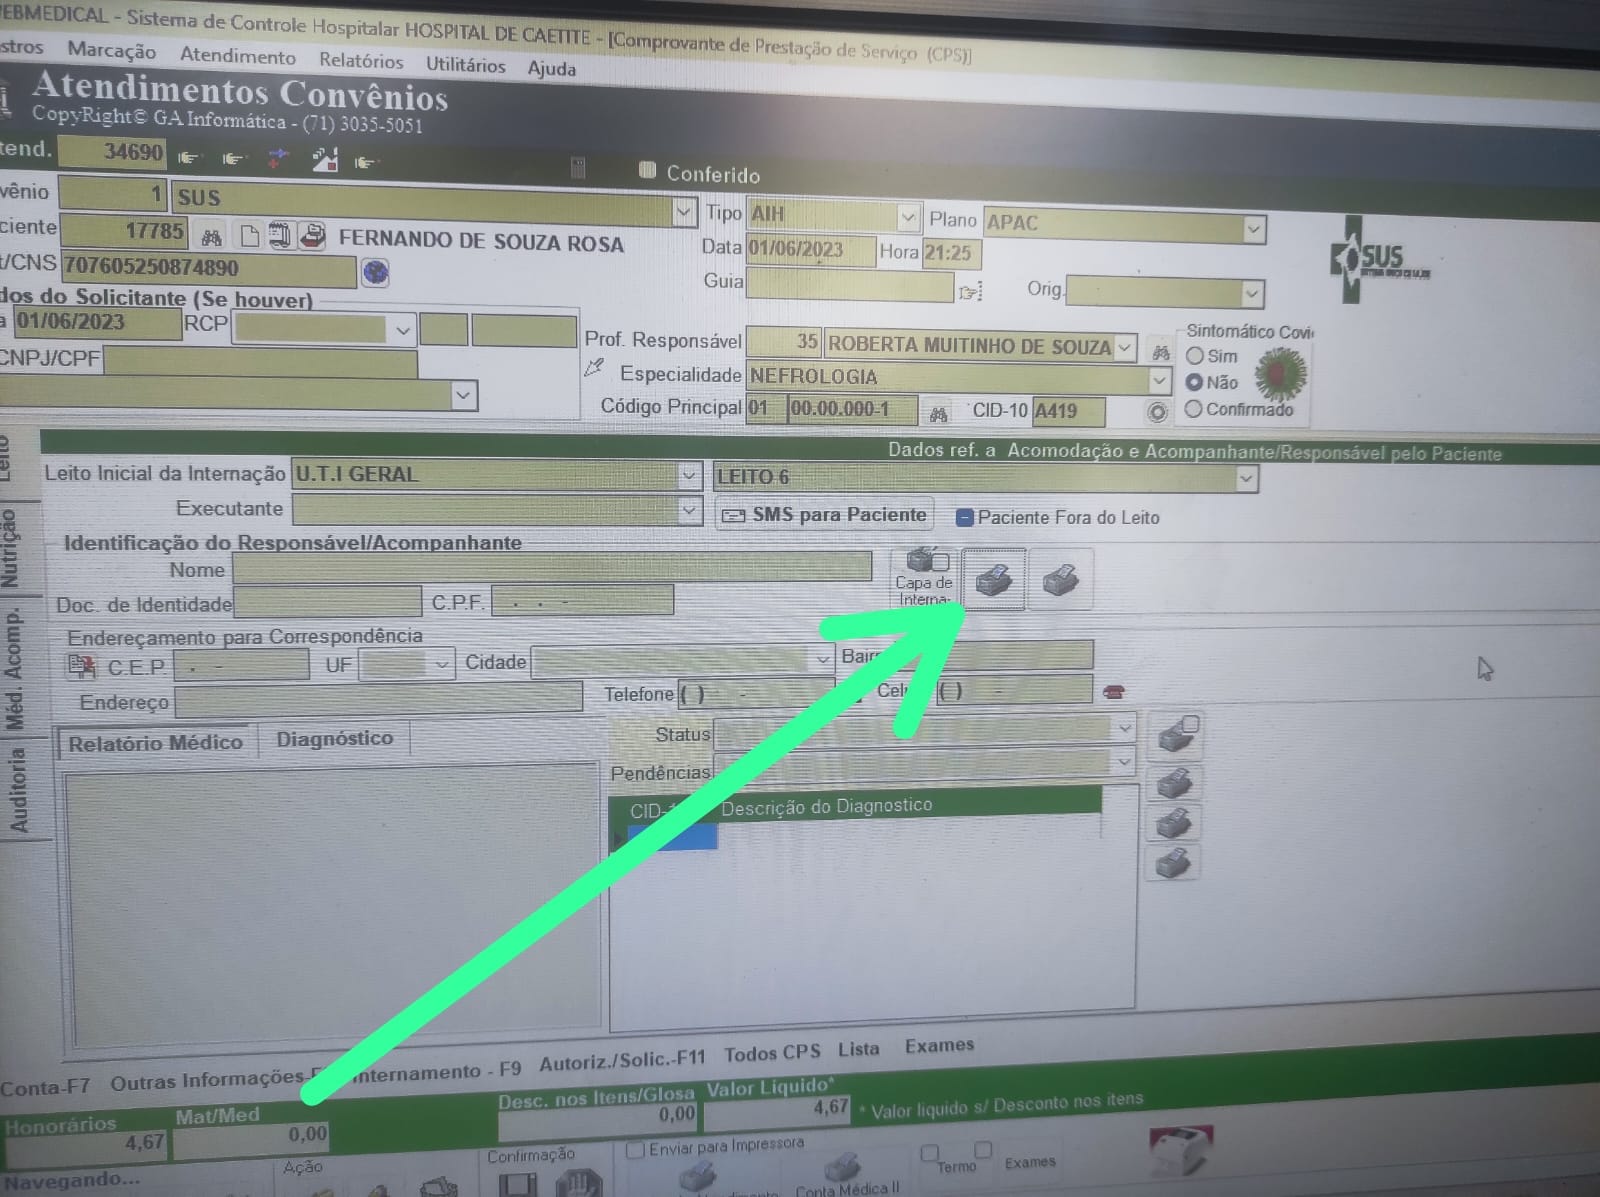 EBMEDICAL - Sistema de Controle Hospitalar HOSPITAL DE CAETITE - [Comprovante de Prestação de Serviço (CPS)]
stros Marcação Atendimento Relatórios Utilitários Ajuda
Atendimentos Convênios
CopyRight© GA Informática - (71) 3035-5051
tend. 34690 Conferido
vênio 1 SUS Tipo AIH Plano APAC
ciente 17785 FERNANDO DE SOUZA ROSA Data 01/06/2023 Hora 21:25
/CNS 707605250874890 Guia Orig.
SUS
dos do Solicitante (Se houver)
a 01/06/2023 RCP Prof. Responsável 35 ROBERTA MUITINHO DE SOUZA
Sintomático Covi
Sim
CNPJ/CPF Especialidade NEFROLOGIA Não
Código Principal 01 00.00.000-1 CID-10 A419 Confirmado
Dados ref. a Acomodação e Acompanhante/Responsável pelo Paciente
Leito
Leito Inicial da Internação U.T.I GERAL LEITO 6
Executante SMS para Paciente Paciente Fora do Leito
Nutrição
Identificação do Responsável/Acompanhante
Nome Capa de
Interna-
Doc. de Identidade C.P.F. . . -
Méd. Acomp.
Endereçamento para Correspondência
C.E.P. . - UF Cidade Bair
Endereço Telefone ( ) - Celu ( ) -
Auditoria
Relatório Médico Diagnóstico Status
Pendências
CID-1 Descrição do Diagnostico
Conta-F7 Outras Informações- Internamento - F9 Autoriz./Solic.-F11 Todos CPS Lista Exames
Honorários Mat/Med Desc. nos Itens/Glosa Valor Liquido*
4,67 0,00 0,00 4,67 * Valor liquido s/ Desconto nos itens
Navegando... Ação Confirmação Enviar para Impressora
Termo Exames
Conta Médica II